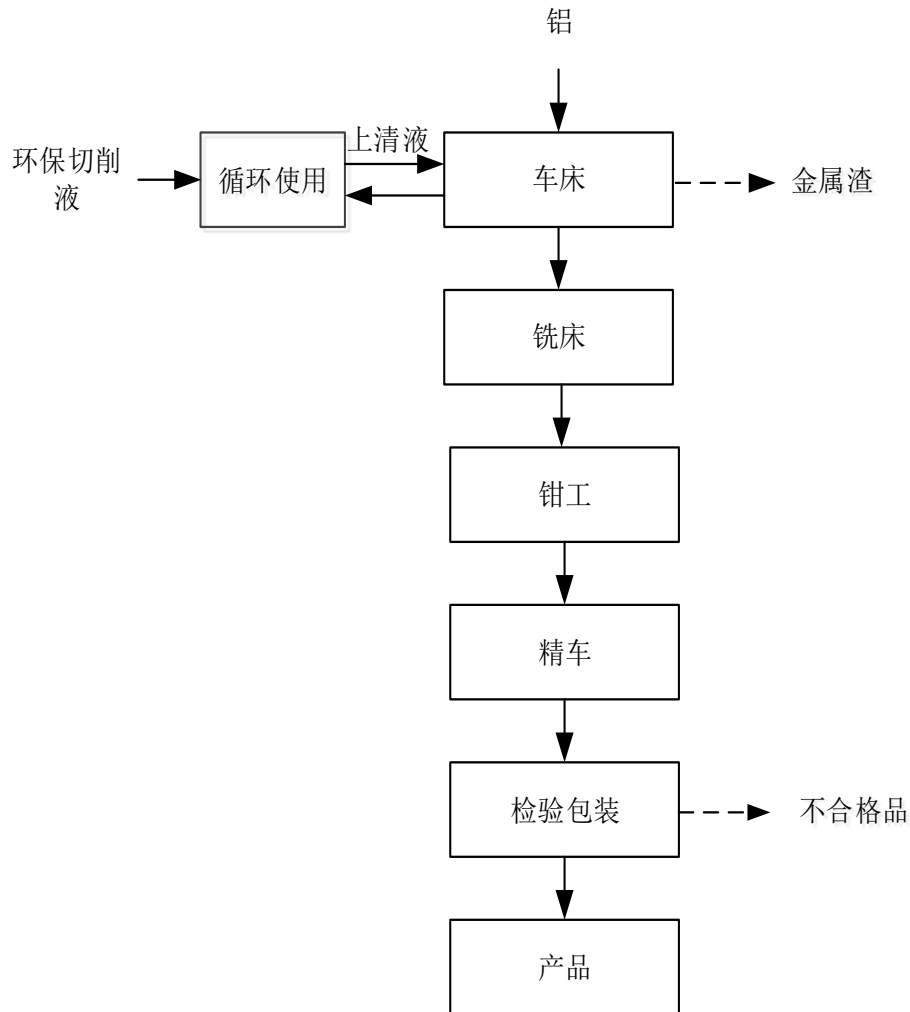 铝
上清液
环保切削
液
循环使用
车床
金属渣
铣床
钳工
精车
检验包装
不合格品
产品